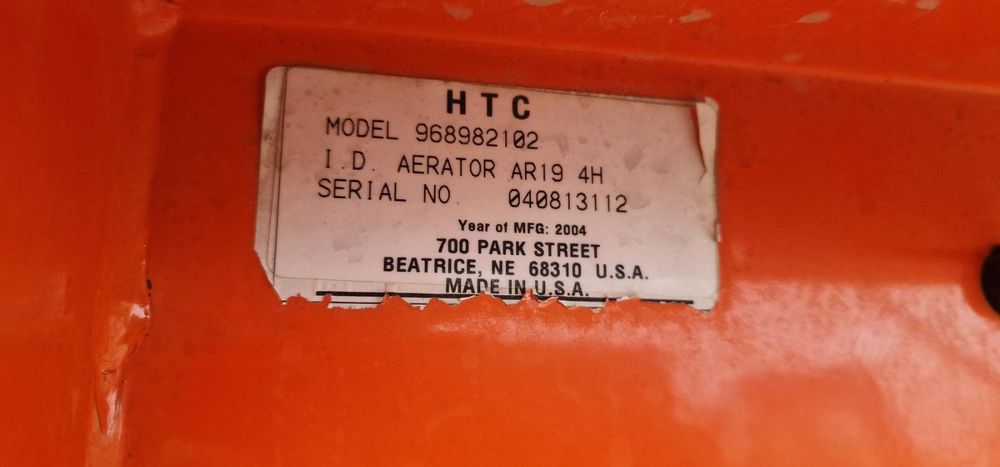 HTC
MODEL 968982102
I.D. AERATOR AR19 4H
SERIAL NO. 040813112
Year of MFG: 2004
700 PARK STREET
BEATRICE, NE 68310 U.S.A.
MADE IN U.S.A.